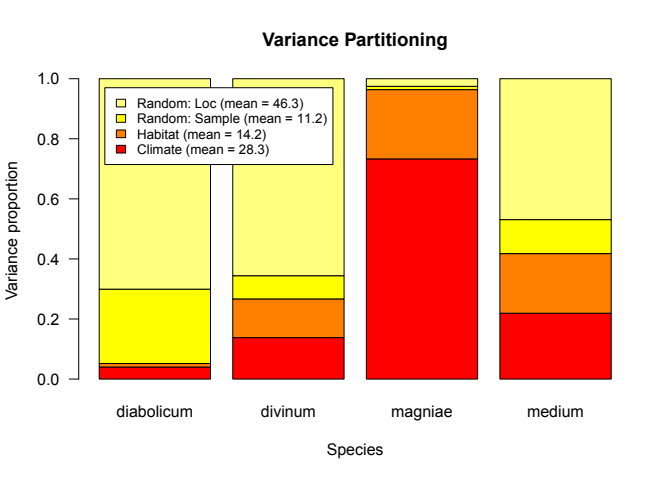 Variance Partitioning
1.0
0.8
0.6
0.4
0.2
0.0
Variance proportion
Random: Loc (mean = 46.3)
Random: Sample (mean = 11.2)
Habitat (mean = 14.2)
Climate (mean = 28.3)
diabolicum divinum magniae medium
Species